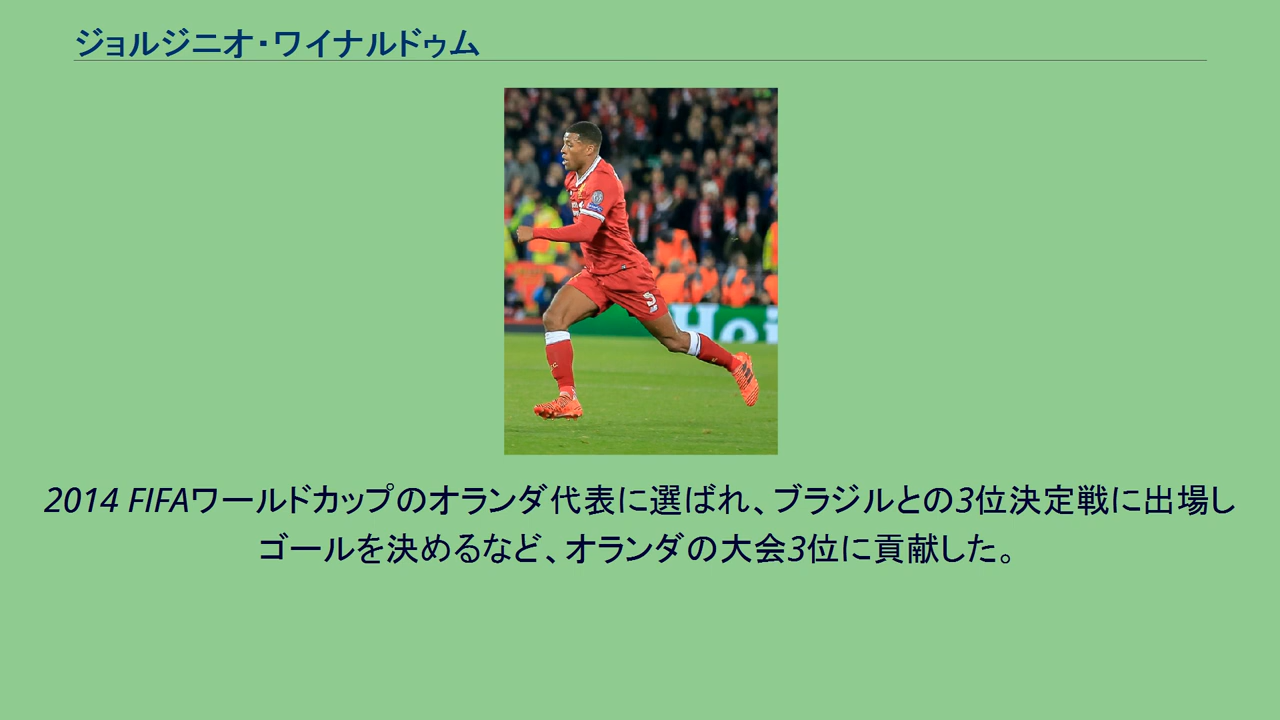 ジョルジニオ・ワイナルドゥム
Hei
2014 FIFAワールドカップのオランダ代表に選ばれ、ブラジルとの3位決定戦に出場し
ゴールを決めるなど、オランダの大会3位に貢献した。